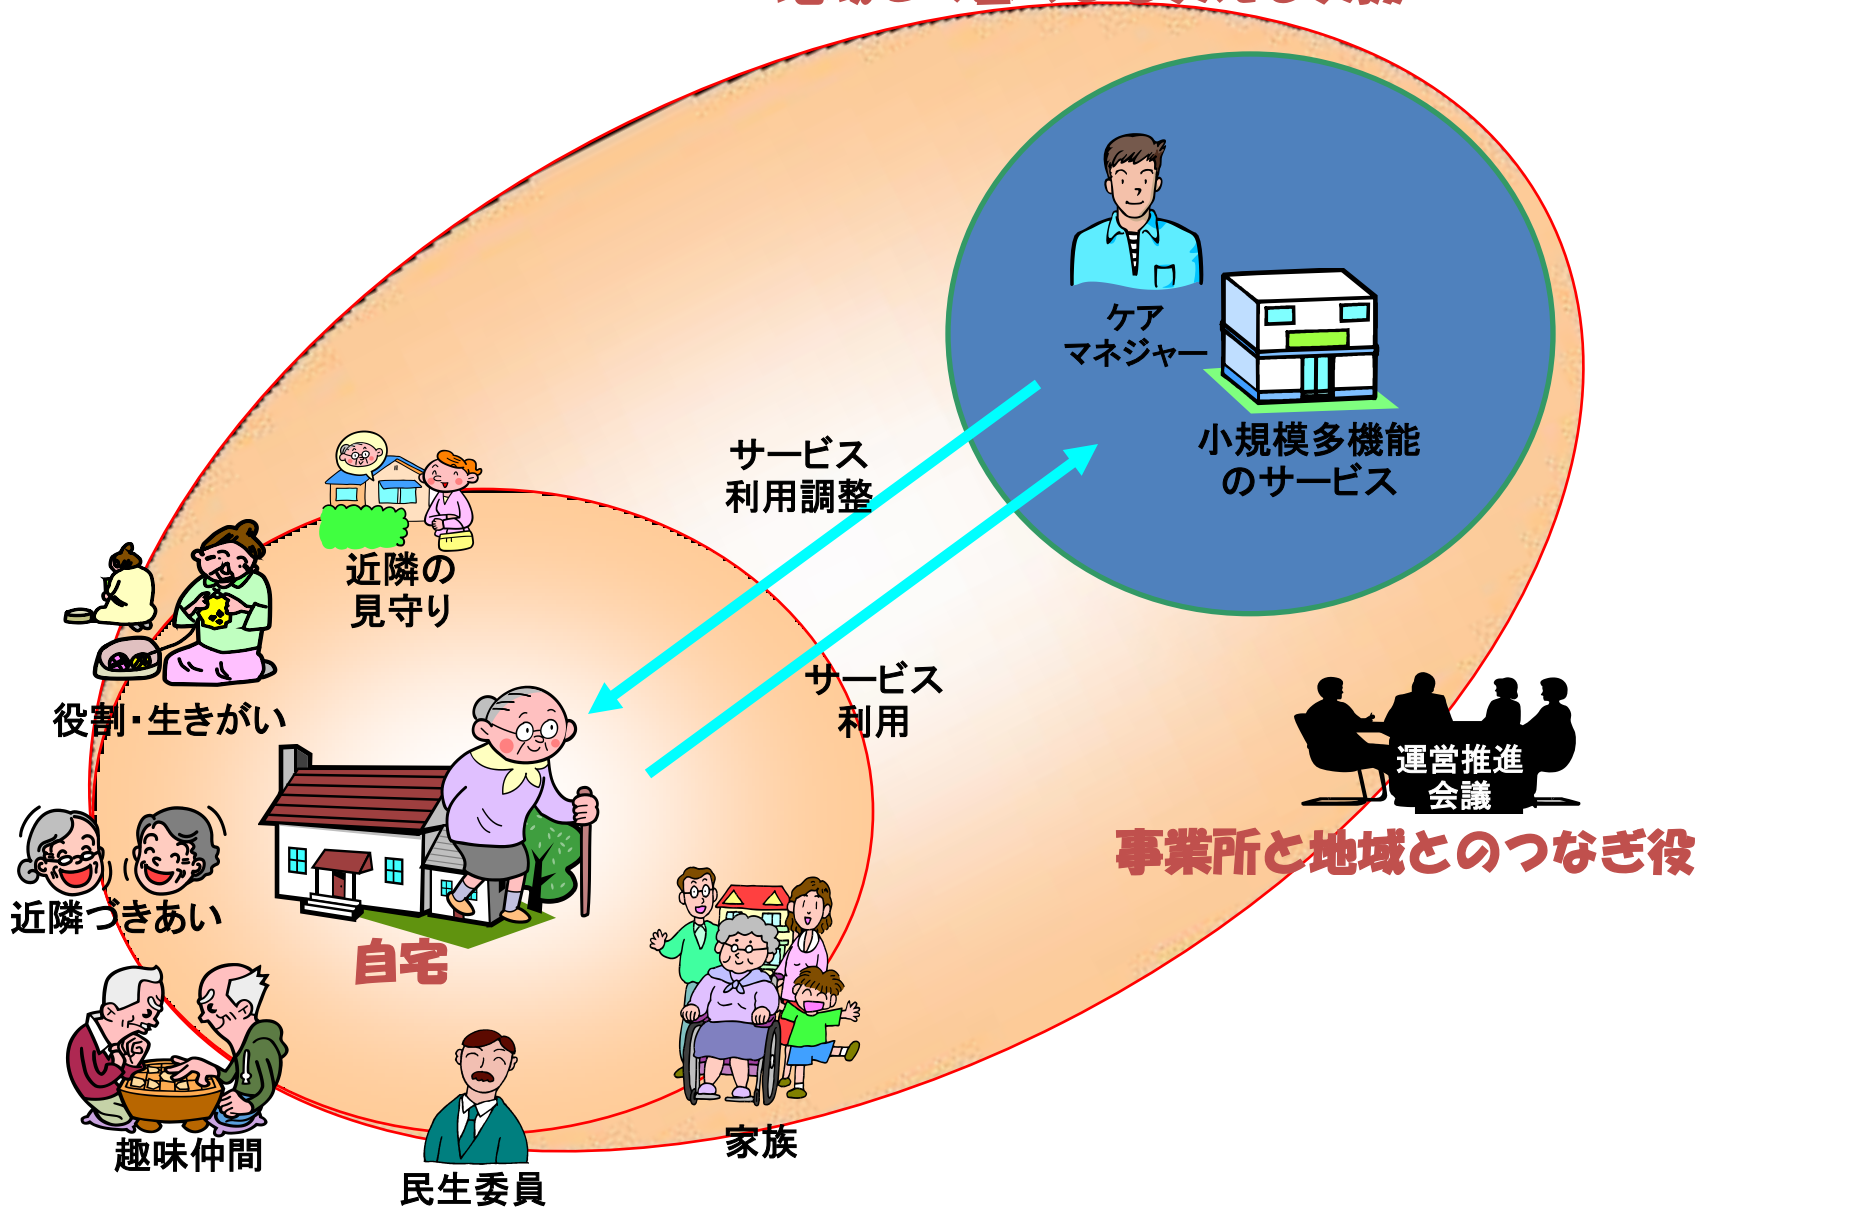 ケア
マネジャー
小規模多機能
のサービス
サービス
利用調整
近隣の
見守り
サービス
利用
役割・生きがい
運営推進
会議
事業所と地域とのつなぎ役
近隣づきあい
自宅
家族
趣味仲間
民生委員